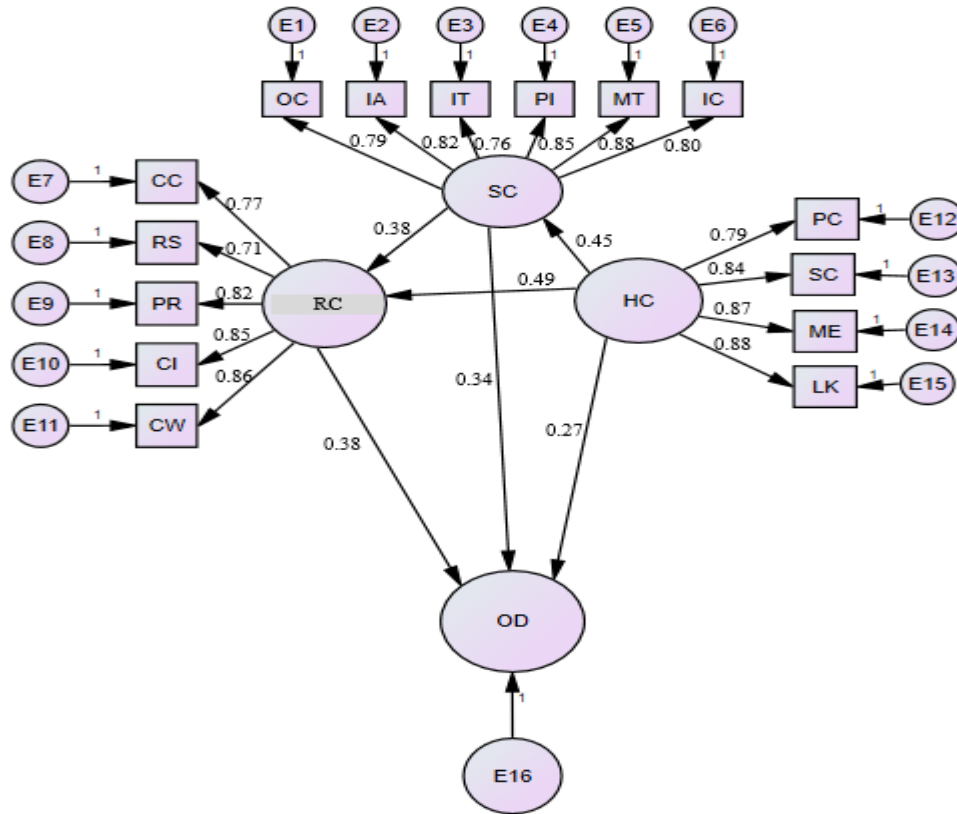 E1 E2 E3 E4 E5 E6
1 1 1 1 1 1
OC IA IT PI MT IC
0.79 0.82 0.76 0.85 0.88 0.80
SC
E7 1 CC
0.77
E8 1 RS
0.71
E9 1 PR
0.82
E10 1 CI
0.85
E11 1 CW
0.86
0.38
0.45
RC
0.49
HC
0.79 PC 1 E12
0.84 SC 1 E13
0.87 ME 1 E14
0.88 LK 1 E15
0.38
0.34
0.27
OD
1
E16